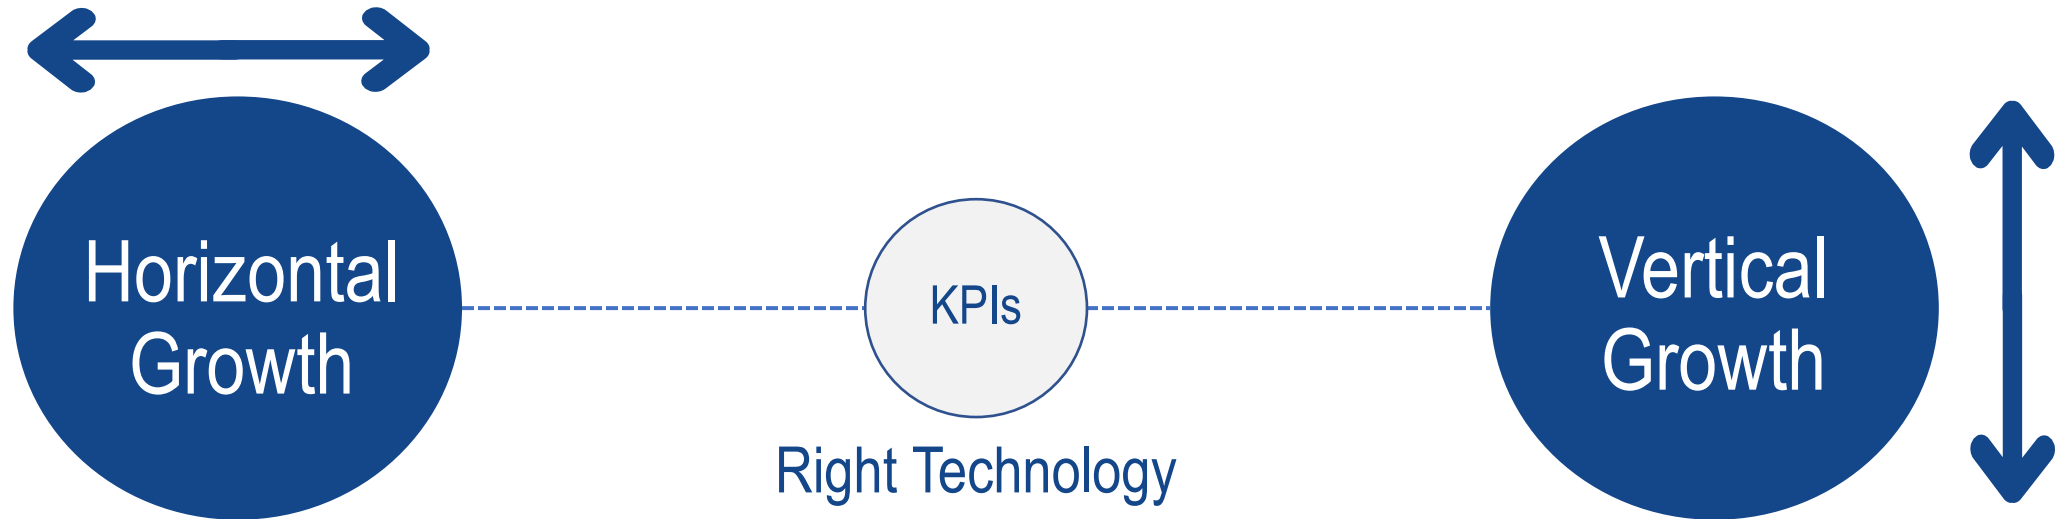 Horizontal
Growth
KPIs
Right Technology
Vertical
Growth